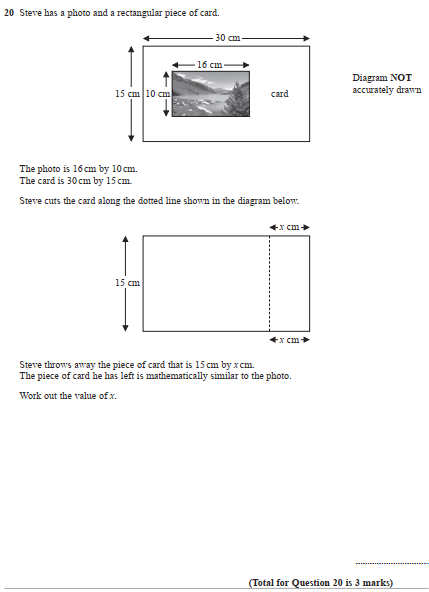 20 Steve has a photo and a rectangular piece of card.
30 cm
16 cm
15 cm 10 cm card
Diagram NOT
accurately drawn
The photo is 16 cm by 10 cm.
The card is 30 cm by 15 cm.
Steve cuts the card along the dotted line shown in the diagram below.
x cm
15 cm
x cm
Steve throws away the piece of card that is 15 cm by x cm.
The piece of card he has left is mathematically similar to the photo.
Work out the value of x.
(Total for Question 20 is 3 marks)